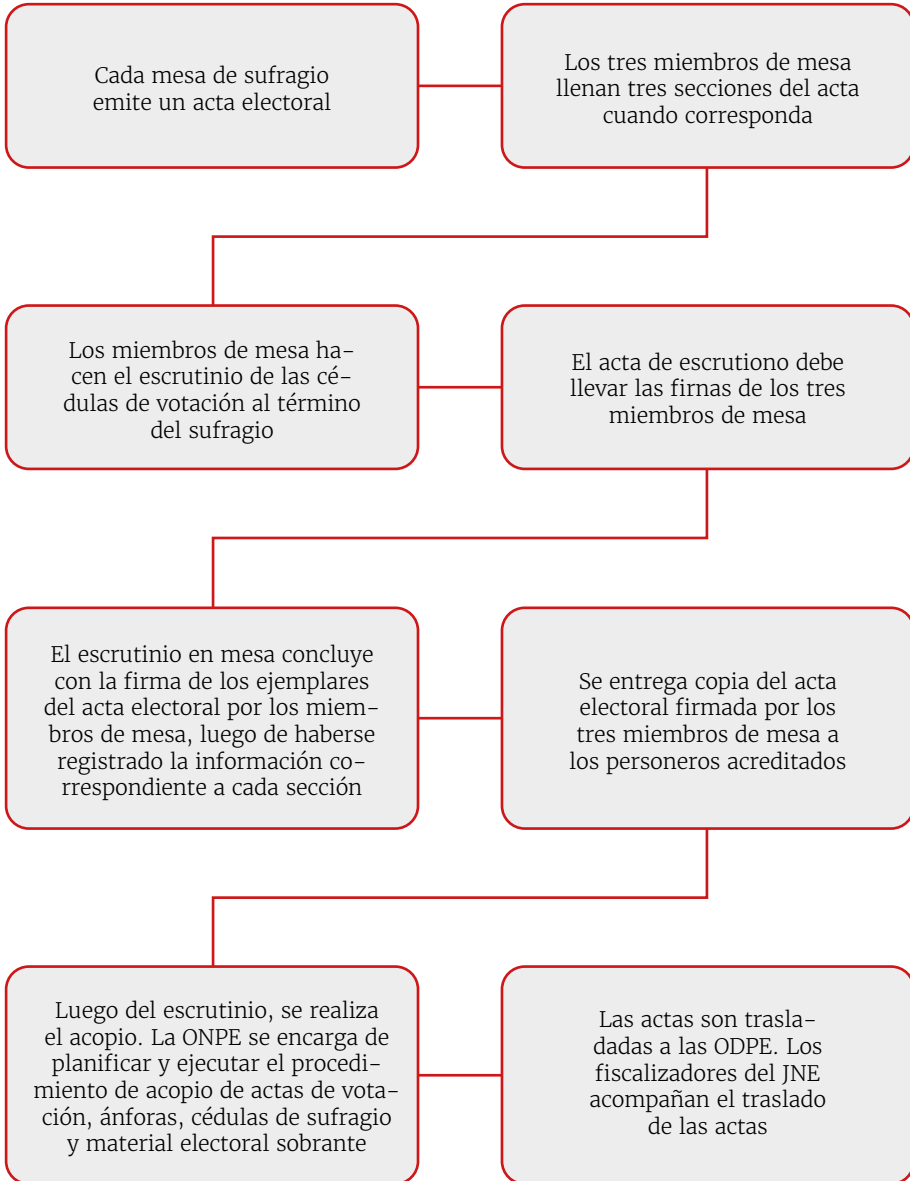 Cada mesa de sufragio
emite un acta electoral
Los tres miembros de mesa
llenan tres secciones del acta
cuando corresponda
Los miembros de mesa ha-
cen el escrutinio de las cé-
dulas de votación al término
del sufragio
El acta de escrutiono debe
llevar las firnas de los tres
miembros de mesa
El escrutinio en mesa concluye
con la firma de los ejemplares
del acta electoral por los miem-
bros de mesa, luego de haberse
registrado la información co-
rrespondiente a cada sección
Se entrega copia del acta
electoral firmada por los
tres miembros de mesa a
los personeros acreditados
Luego del escrutinio, se realiza
el acopio. La ONPE se encarga de
planificar y ejecutar el procedi-
miento de acopio de actas de vota-
ción, ánforas, cédulas de sufragio
y material electoral sobrante
Las actas son trasla-
dadas a las ODPE. Los
fiscalizadores del JNE
acompañan el traslado
de las actas